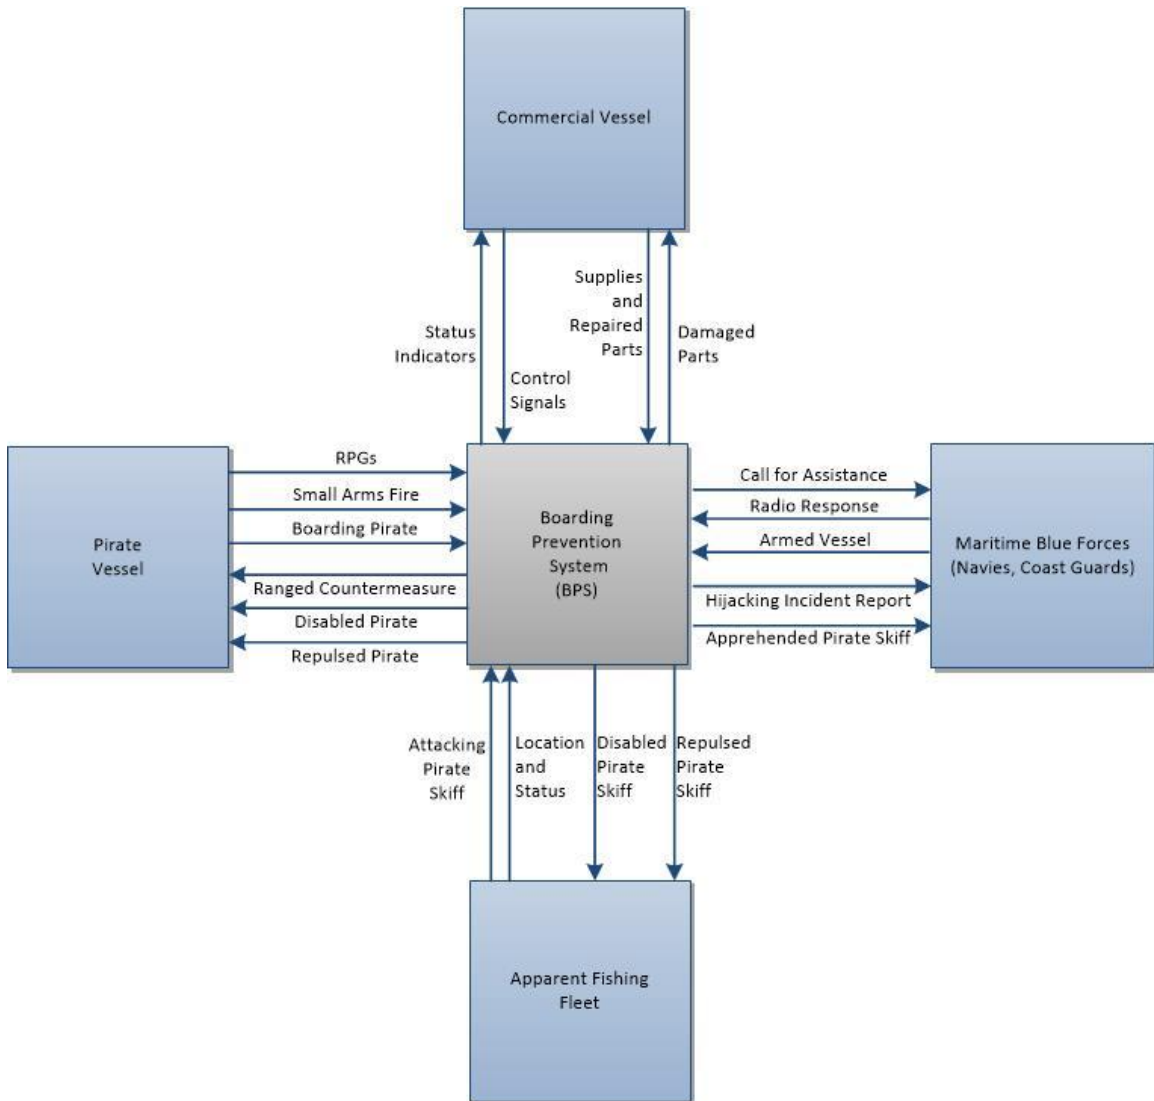 Commercial Vessel
Supplies
and
Repaired
Parts
Status
Indicators
Damaged
Parts
Control
Signals
RPGs
Small Arms Fire
Boarding Pirate
Pirate
Vessel
Ranged Countermeasure
Disabled Pirate
Repulsed Pirate
Boarding
Prevention
System
(BPS)
Call for Assistance
Radio Response
Armed Vessel
Maritime Blue Forces
(Navies, Coast Guards)
Hijacking Incident Report
Apprehended Pirate Skiff
Attacking
Pirate
Skiff
Location
and
Status
Disabled
Pirate
Skiff
Repulsed
Pirate
Skiff
Apparent Fishing
Fleet